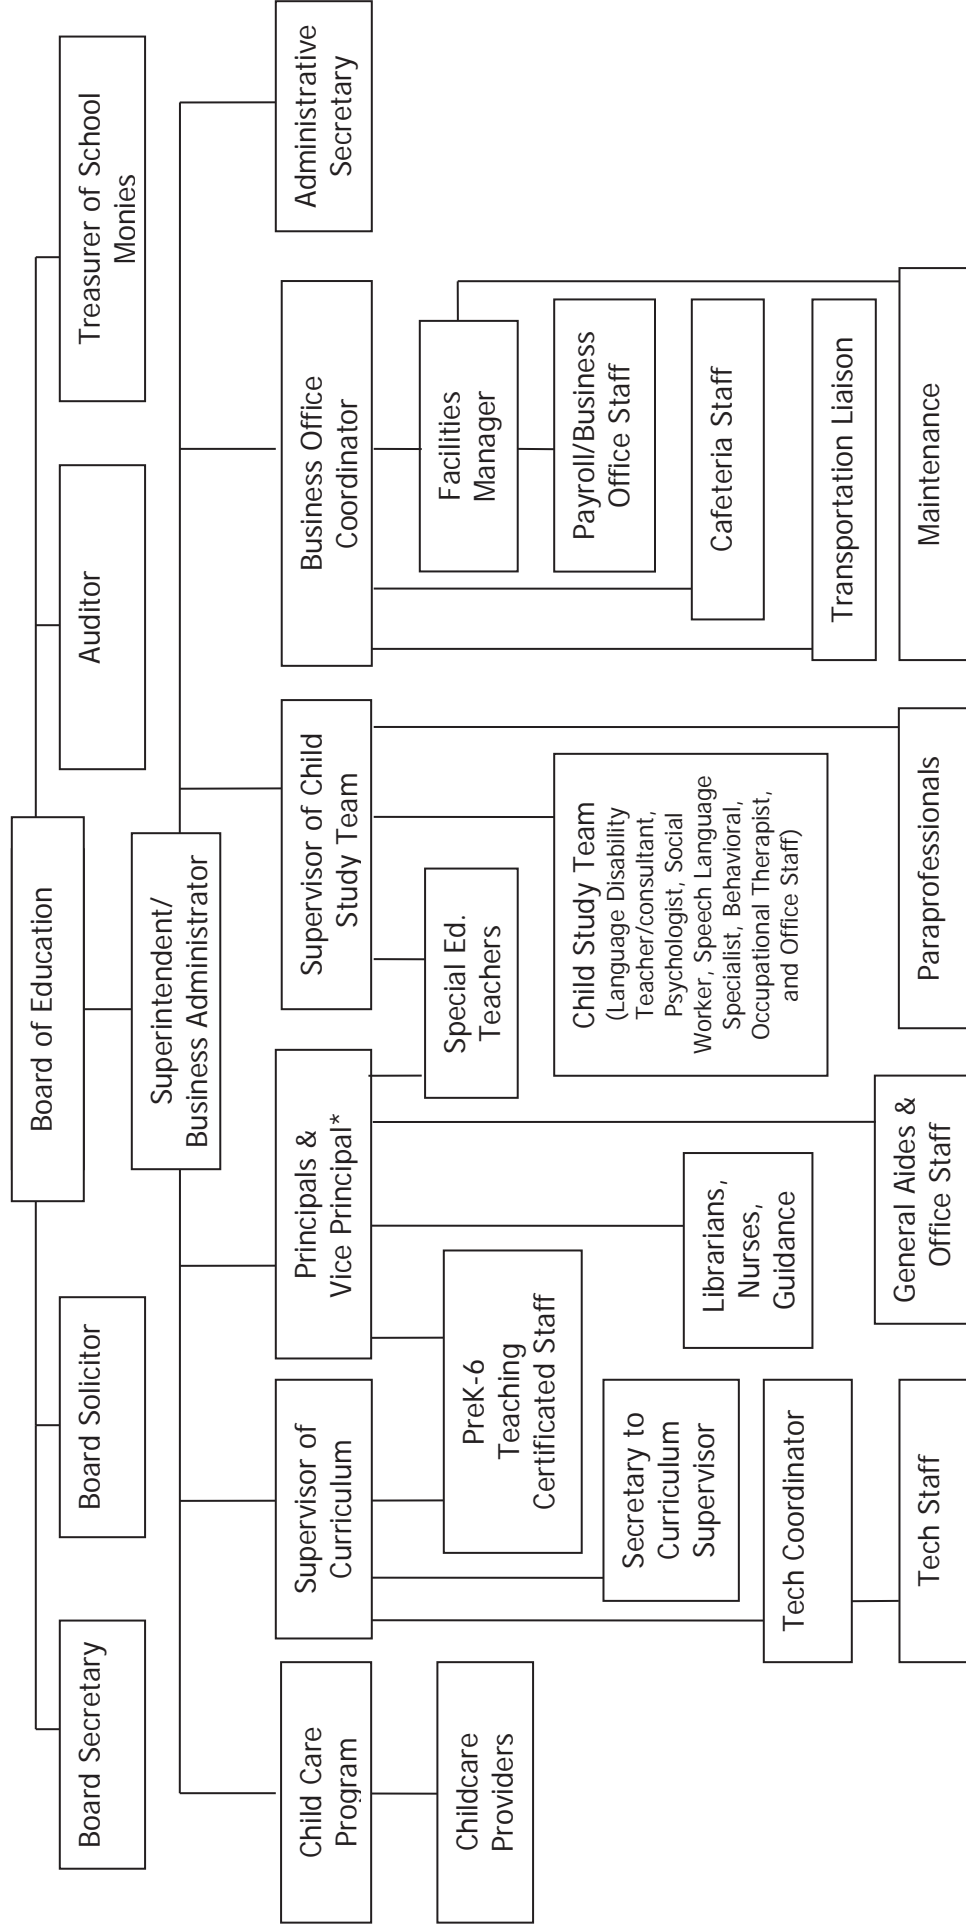 Board of Education
Board Secretary
Board Solicitor
Auditor
Treasurer of School
Monies
Superintendent/
Business Administrator
Child Care
Program
Supervisor of
Curriculum
Principals &
Vice Principal*
Supervisor of Child
Study Team
Business Office
Coordinator
Administrative
Secretary
Childcare
Providers
PreK-6
Teaching
Certificated Staff
Special Ed.
Teachers
Facilities
Manager
Secretary to
Curriculum
Supervisor
Child Study Team
(Language Disability
Teacher/consultant,
Psychologist, Social
Worker, Speech Language
Specialist, Behavioral,
Occupational Therapist,
and Office Staff)
Payroll/Business
Office Staff
Librarians,
Nurses,
Guidance
Cafeteria Staff
Tech Coordinator
Transportation Liaison
Tech Staff
General Aides &
Office Staff
Paraprofessionals
Maintenance